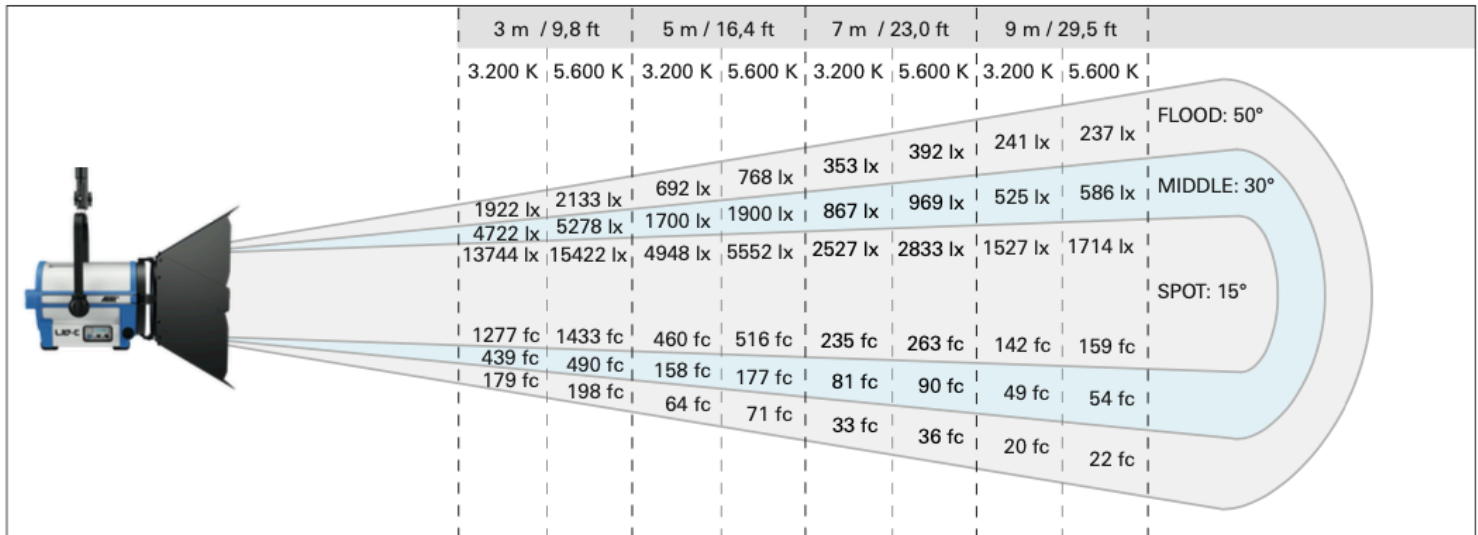 3 m / 9,8 ft 5 m / 16,4 ft 7 m / 23,0 ft 9 m / 29,5 ft
3.200 K 5.600 K 3.200 K 5.600 K 3.200 K 5.600 K 3.200 K 5.600 K
FLOOD: 50°
1922 lx 2133 lx 692 lx 768 lx 353 lx 392 lx 241 lx 237 lx
MIDDLE: 30°
4722 lx 5278 lx 1700 lx 1900 lx 867 lx 969 lx 525 lx 586 lx
13744 lx 15422 lx 4948 lx 5552 lx 2527 lx 2833 lx 1527 lx 1714 lx
SPOT: 15°
ARRI
L10-C
1277 fc 1433 fc 460 fc 516 fc 235 fc 263 fc 142 fc 159 fc
439 fc 490 fc 158 fc 177 fc 81 fc 90 fc 49 fc 54 fc
179 fc 198 fc 64 fc 71 fc 33 fc 36 fc 20 fc 22 fc